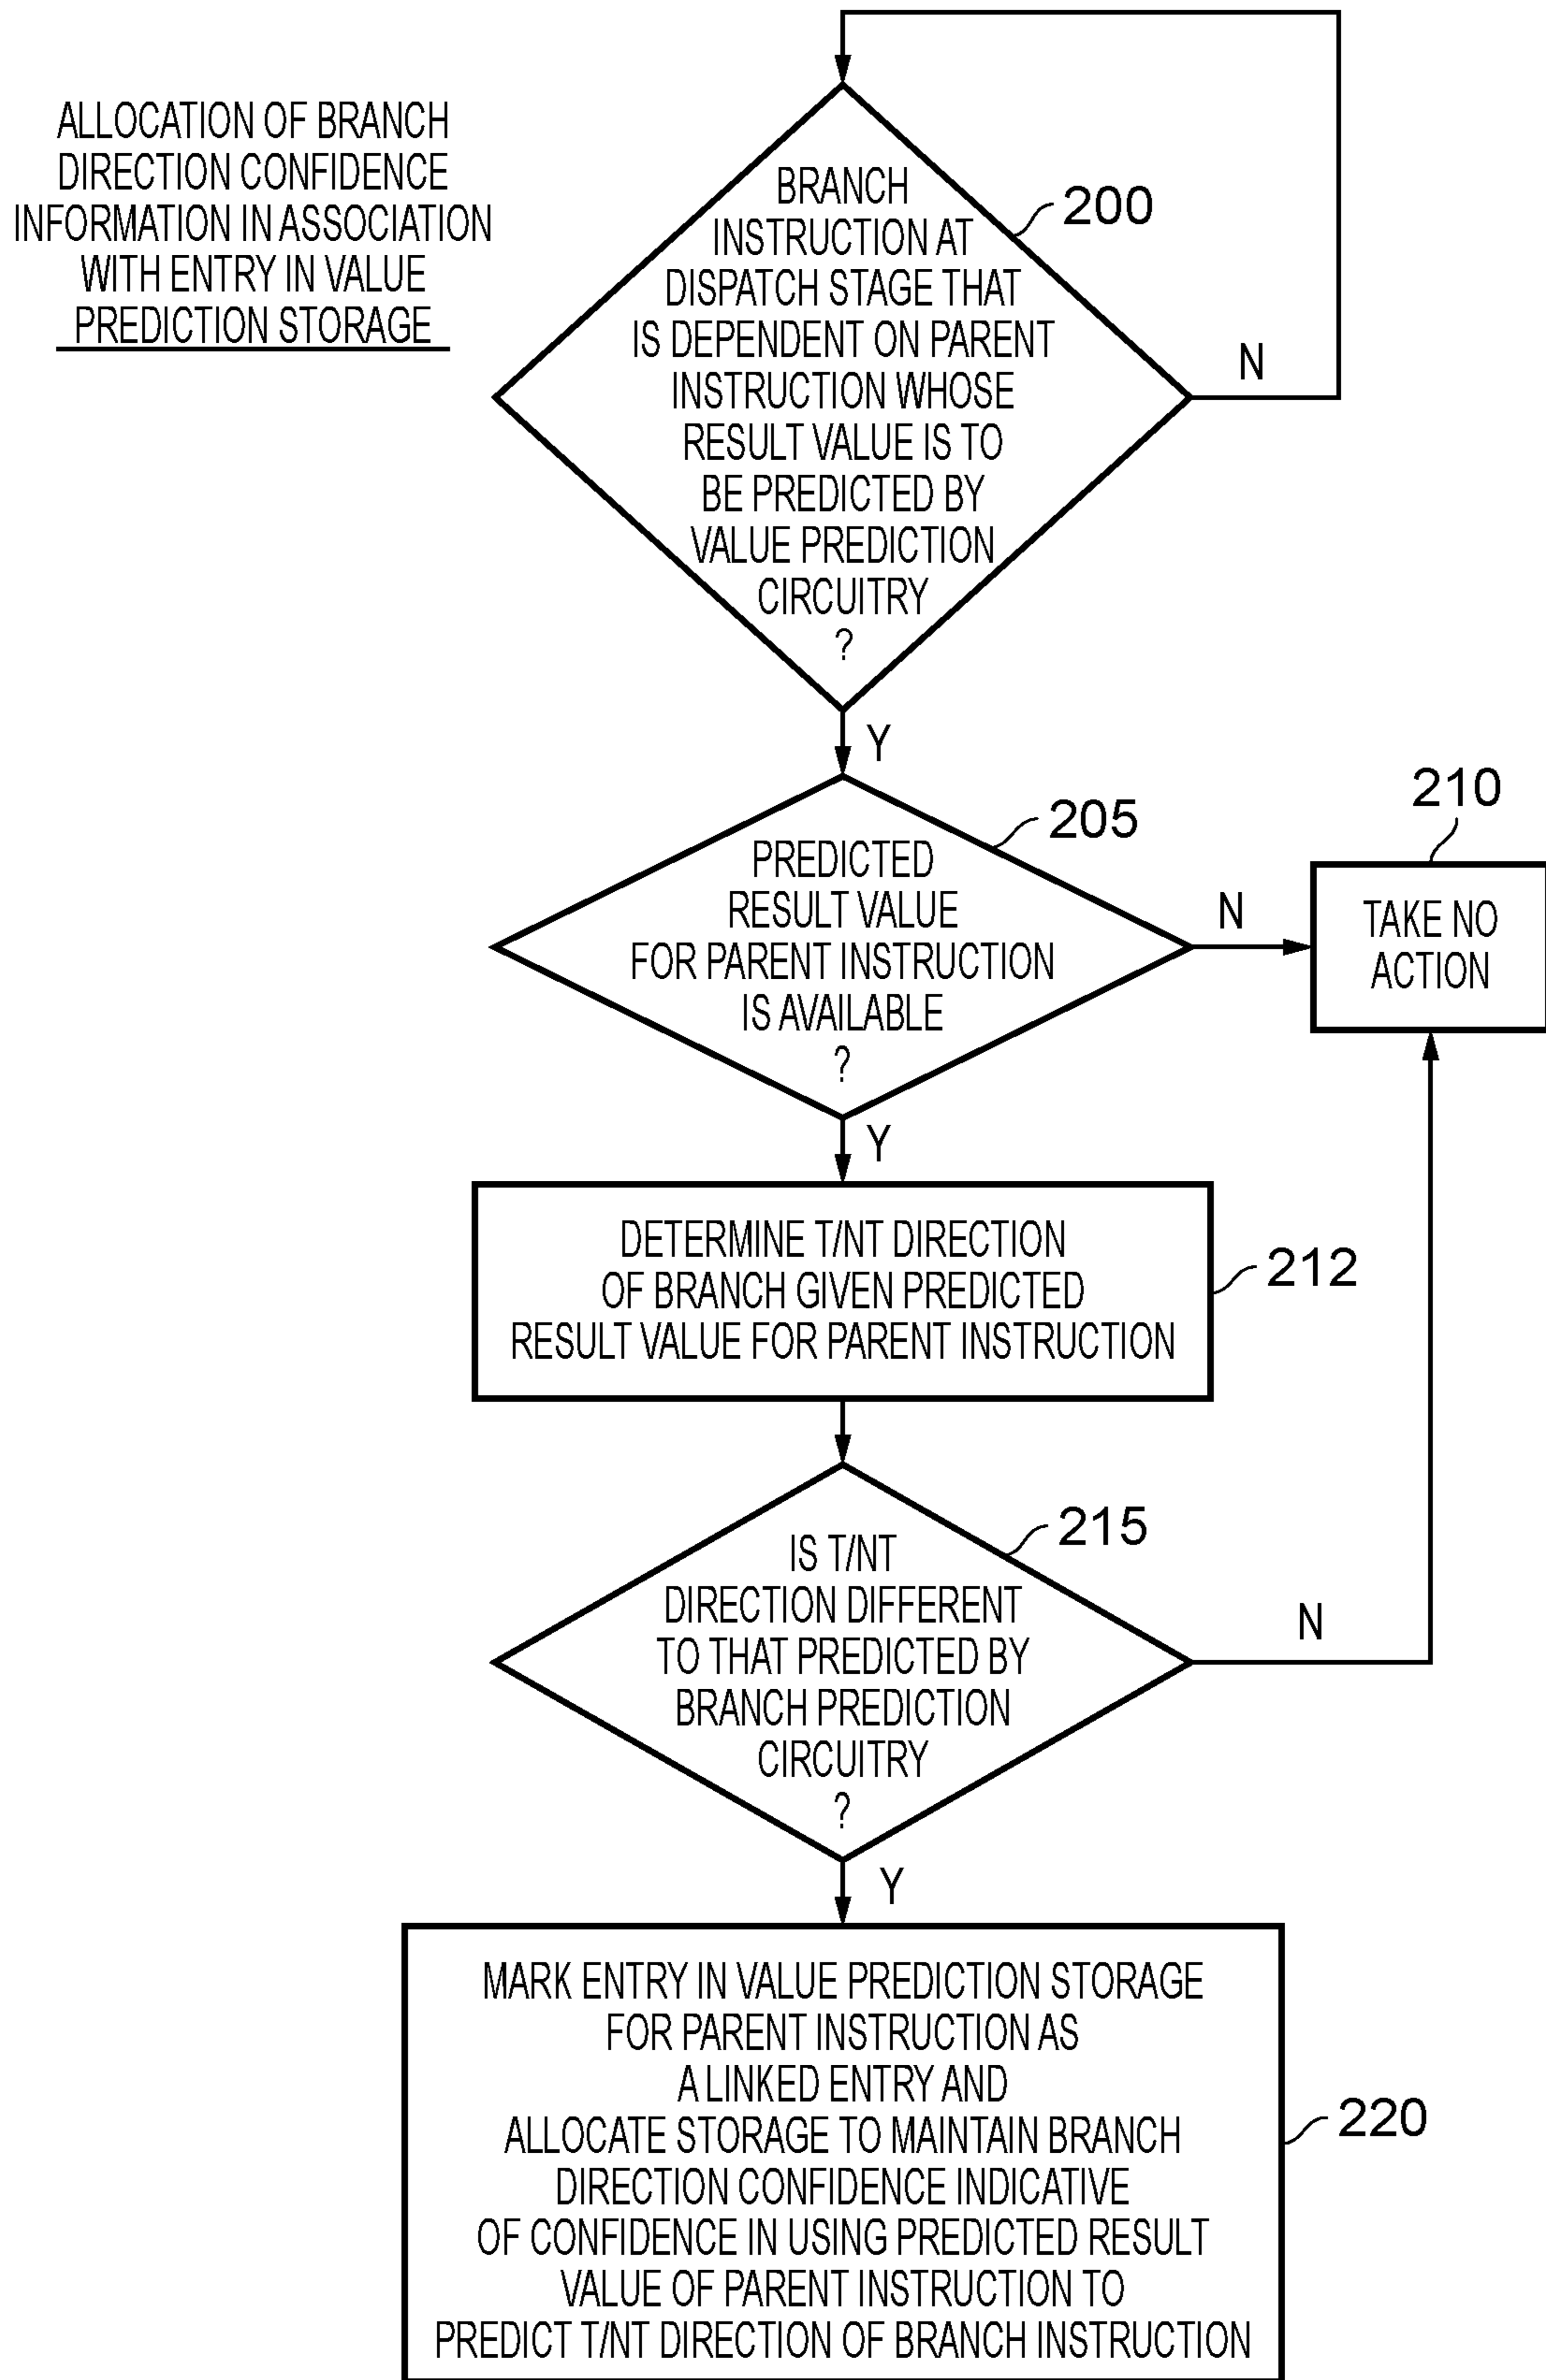 ALLOCATION OF BRANCH
DIRECTION CONFIDENCE
INFORMATION IN ASSOCIATION
WITH ENTRY IN VALUE
PREDICTION STORAGE
BRANCH
INSTRUCTION AT
DISPATCH STAGE THAT
IS DEPENDENT ON PARENT
INSTRUCTION WHOSE
RESULT VALUE IS TO
BE PREDICTED BY
VALUE PREDICTION
CIRCUITRY
?
200
N
Y
PREDICTED
RESULT VALUE
FOR PARENT INSTRUCTION
IS AVAILABLE
?
205
N
210
TAKE NO
ACTION
Y
DETERMINE T/NT DIRECTION
OF BRANCH GIVEN PREDICTED
RESULT VALUE FOR PARENT INSTRUCTION
212
IS T/NT
DIRECTION DIFFERENT
TO THAT PREDICTED BY
BRANCH PREDICTION
CIRCUITRY
?
215
N
Y
MARK ENTRY IN VALUE PREDICTION STORAGE
FOR PARENT INSTRUCTION AS
A LINKED ENTRY AND
ALLOCATE STORAGE TO MAINTAIN BRANCH
DIRECTION CONFIDENCE INDICATIVE
OF CONFIDENCE IN USING PREDICTED RESULT
VALUE OF PARENT INSTRUCTION TO
PREDICT T/NT DIRECTION OF BRANCH INSTRUCTION
220